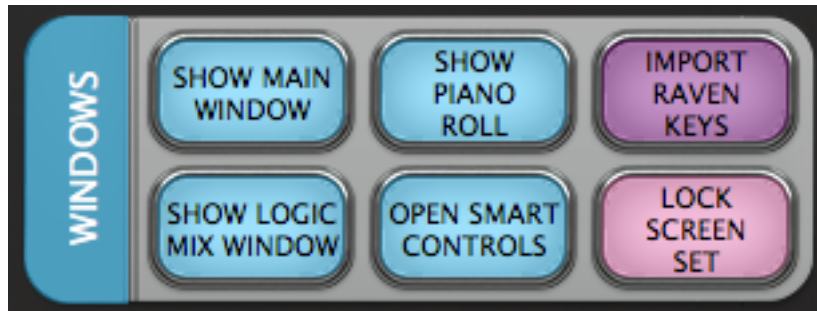 WINDOWS
SHOW MAIN
WINDOW
SHOW
PIANO
ROLL
IMPORT
RAVEN
KEYS
SHOW LOGIC
MIX WINDOW
OPEN SMART
CONTROLS
LOCK
SCREEN
SET